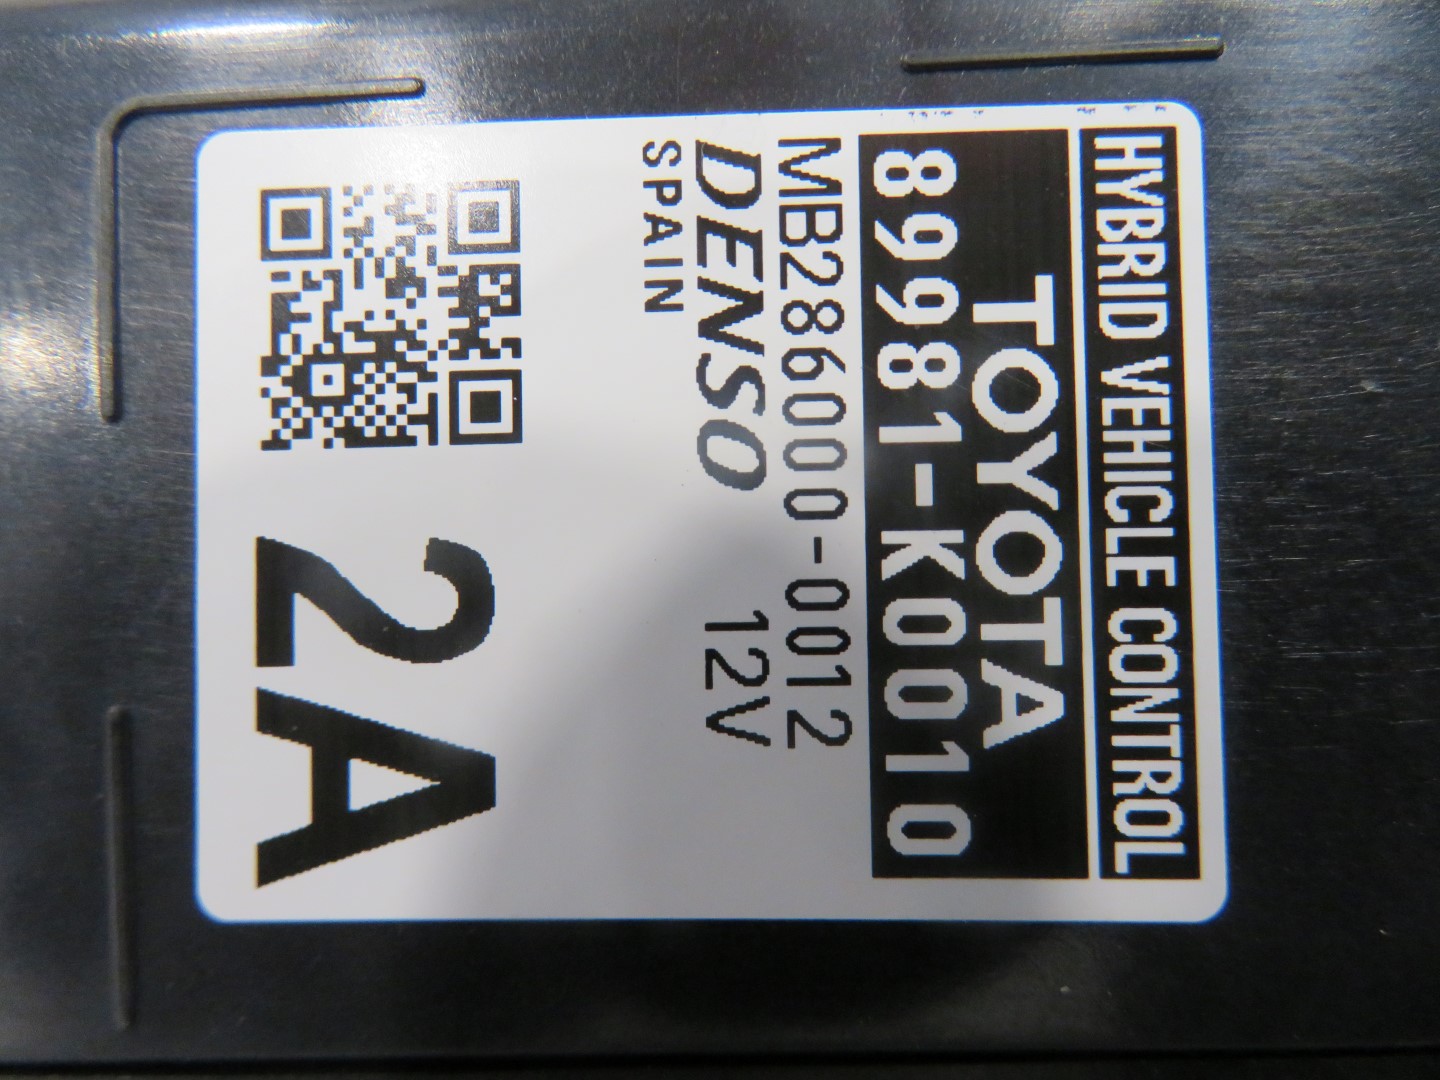 HYBRID VEHICLE CONTROL
TOYOTA
89981-K0010
MB286000-0012
DENSO 12V
SPAIN
2A